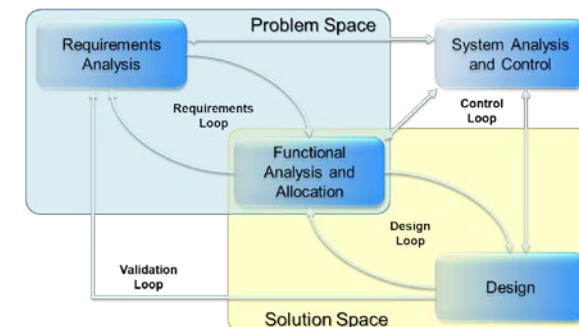 Problem Space
Requirements
Analysis
System Analysis
and Control
Requirements
Loop
Control
Loop
Functional
Analysis and
Allocation
Design
Loop
Validation
Loop
Design
Solution Space